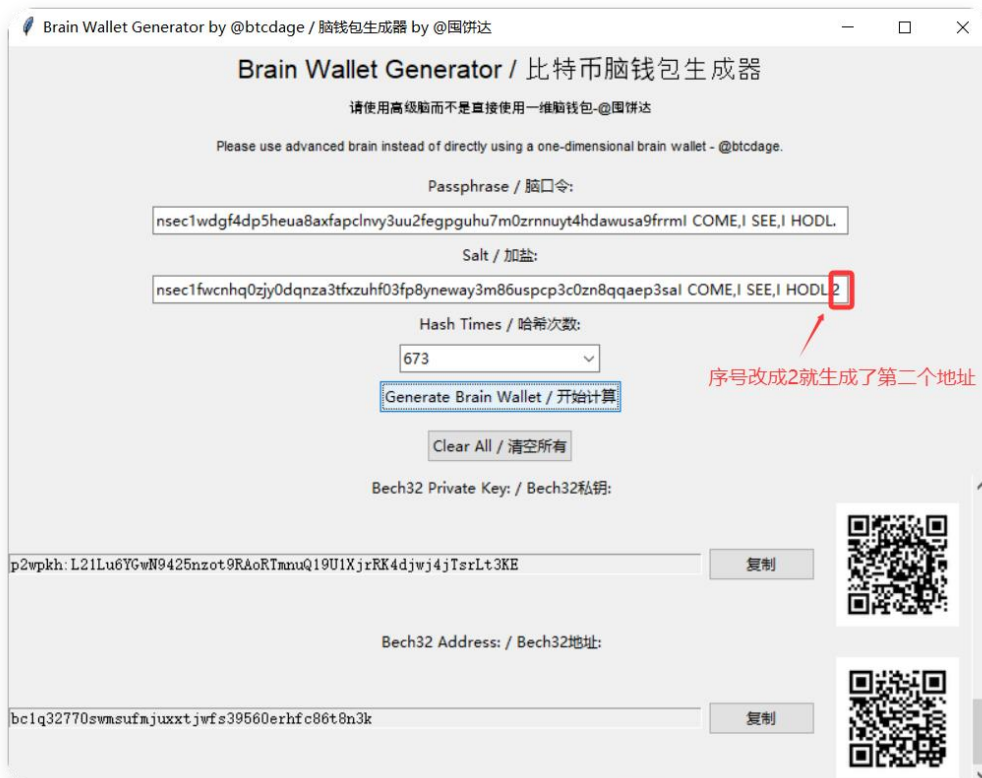 Brain Wallet Generator by @btcdage / 脑钱包生成器 by @囤饼达
Brain Wallet Generator / 比特币脑钱包生成器
请使用高级脑而不是直接使用一维脑钱包-@囤饼达
Please use advanced brain instead of directly using a one-dimensional brain wallet - @btcdage.
Passphrase / 脑口令:
nsec1wdgf4dp5heua8axfapclnvy3uu2fegpguhu7m0zrnnuyt4hdawusa9frrmI COME,I SEE,I HODL.
Salt / 加盐:
nsec1fwcnhq0zjy0dqnza3tfxzuhf03fp8yneway3m86uspcp3c0zn8qqaep3saI COME,I SEE,I HODL2
Hash Times / 哈希次数:
673
序号改成2就生成了第二个地址
Generate Brain Wallet / 开始计算
Clear All / 清空所有
Bech32 Private Key: / Bech32私钥:
p2wpkh:L21Lu6YGwN9425nzot9RAoRTmnuQ19U1XjrRK4djwj4jTsrLt3KE
复制
Bech32 Address: / Bech32地址:
bc1q32770swmsufmjuxxtjwfs39560erhfc86t8n3k
复制